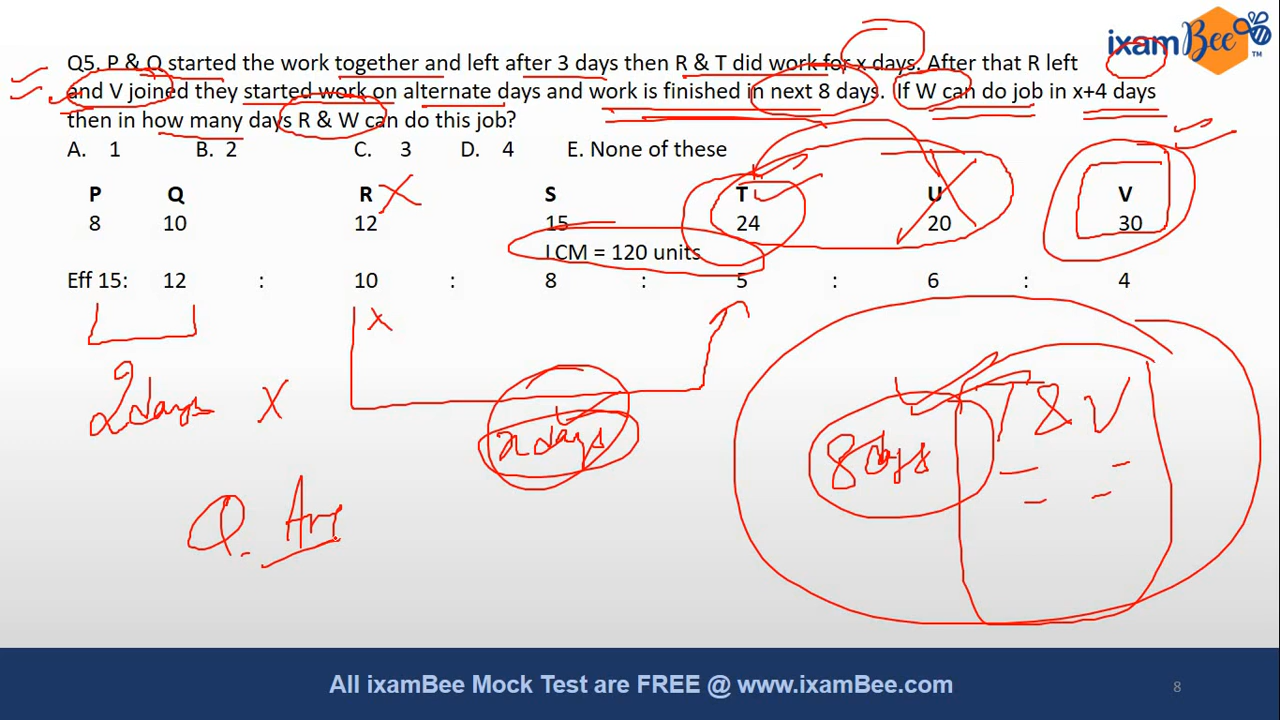 ixamBee
Q5. P & Q started the work together and left after 3 days then R & T did work for x days. After that R left
and V joined they started work on alternate days and work is finished in next 8 days. If W can do job in x+4 days
then in how many days R & W can do this job?
A. 1 B. 2 C. 3 D. 4 E. None of these
P Q R X S T U V
8 10 12 15 24 20 30
LCM = 120 units
Eff 15: 12 : 10 : 8 : 5 : 6 : 4
x
2days X x days 8 days T & V
Q.
All ixamBee Mock Test are FREE @ www.ixamBee.com
8